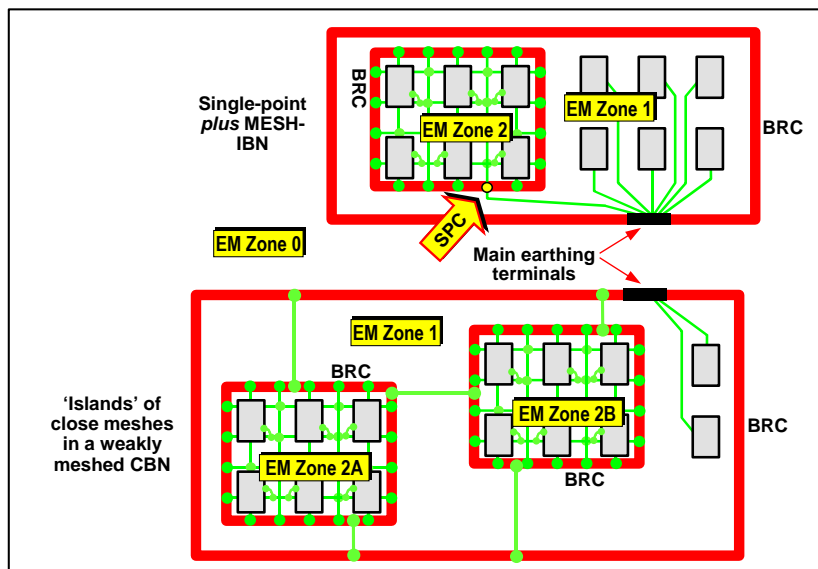 Single-point
plus MESH-
IBN
BRC
EM Zone 2
EM Zone 1
BRC
SPC
EM Zone 0
Main earthing
terminals
EM Zone 1
BRC
'Islands' of
close meshes
in a weakly
meshed CBN
EM Zone 2A
EM Zone 2B
BRC
BRC